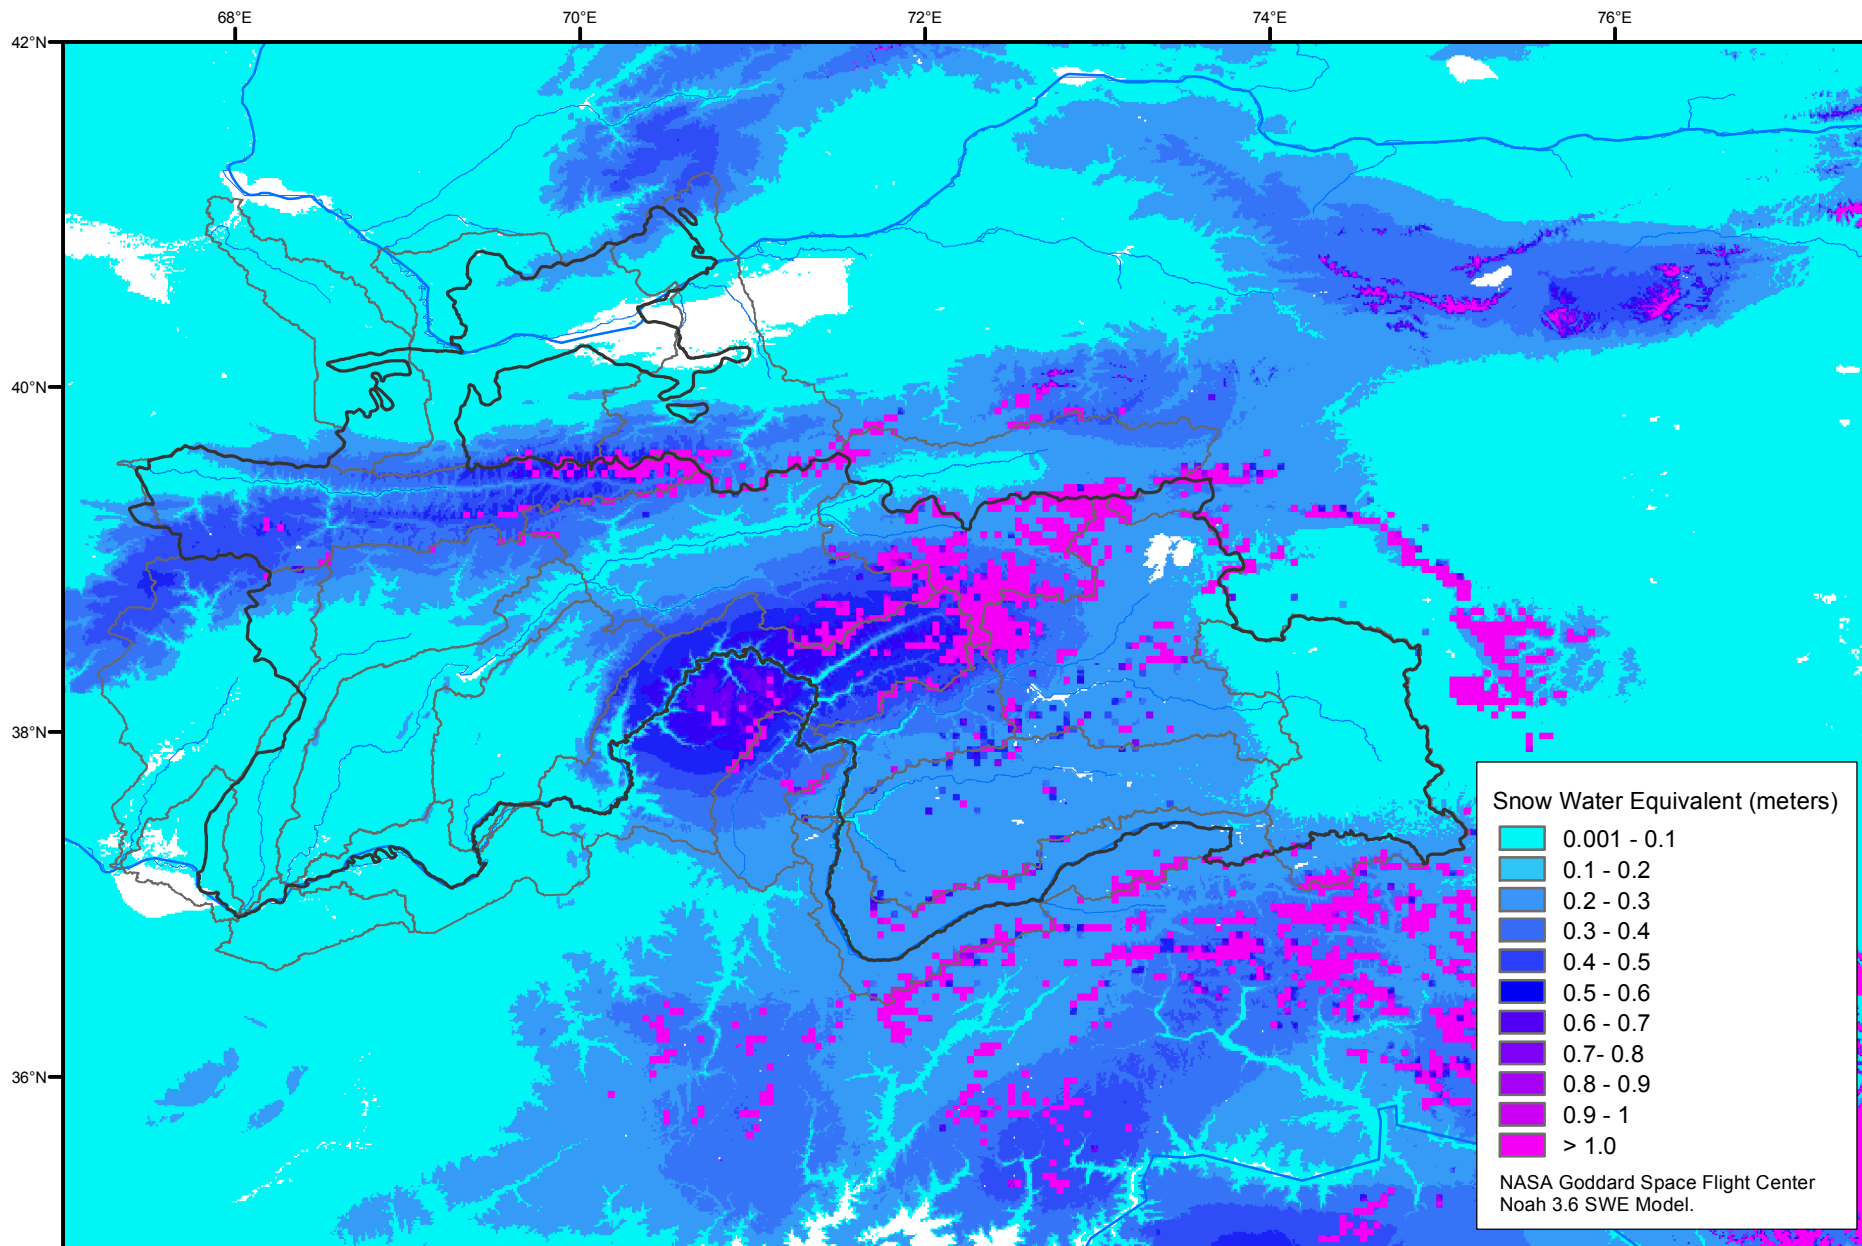 68°E 70°E 72°E 74°E 76°E
42°N
40°N
38°N
36°N
Snow Water Equivalent (meters)
0.001 - 0.1
0.1 - 0.2
0.2 - 0.3
0.3 - 0.4
0.4 - 0.5
0.5 - 0.6
0.6 - 0.7
0.7- 0.8
0.8 - 0.9
0.9 - 1
> 1.0
NASA Goddard Space Flight Center
Noah 3.6 SWE Model.